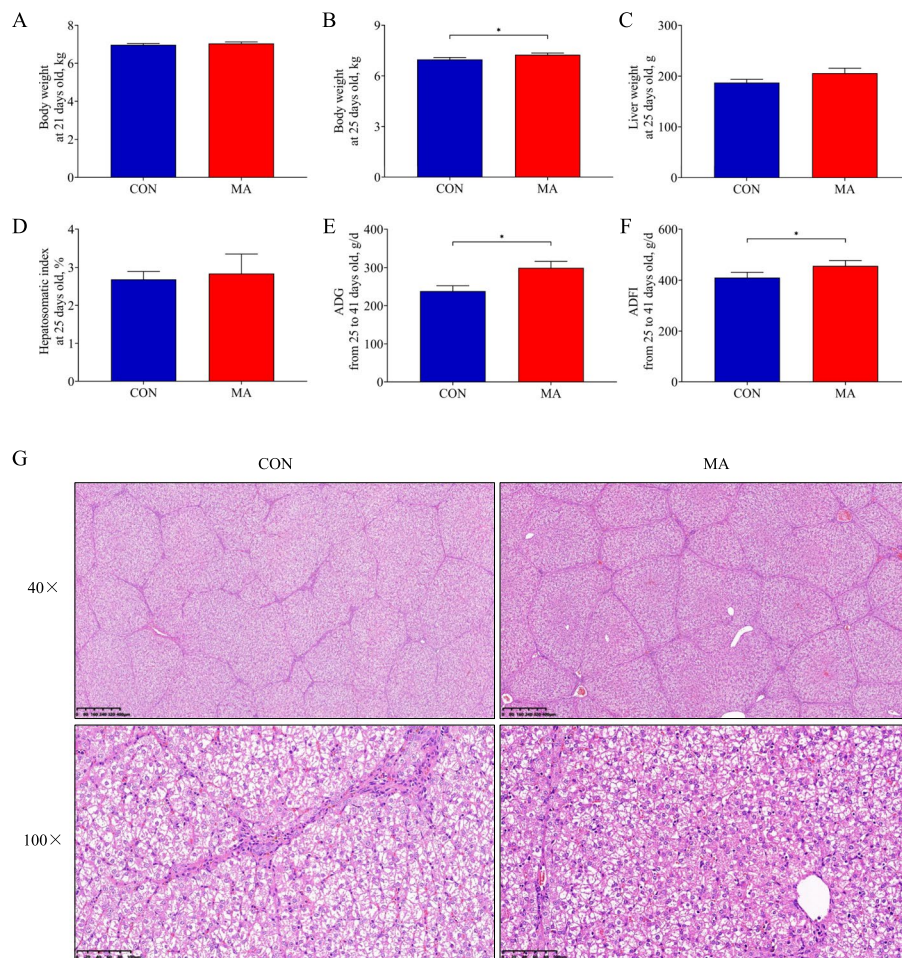 A
Body weight
at 21 days old, kg
8
6
4
2
0
CON
MA
B
Body weight
at 25 days old, kg
9
6
3
0
*
CON
MA
C
Liver weight
at 25 days old, g
300
200
100
0
CON
MA
D
Hepatosomatic index
at 25 days old, %
4
3
2
1
0
CON
MA
E
ADG
from 25 to 41 days old, g/d
400
300
200
100
0
*
CON
MA
F
ADFI
from 25 to 41 days old, g/d
600
400
200
0
*
CON
MA
G
CON
MA
40×
100×